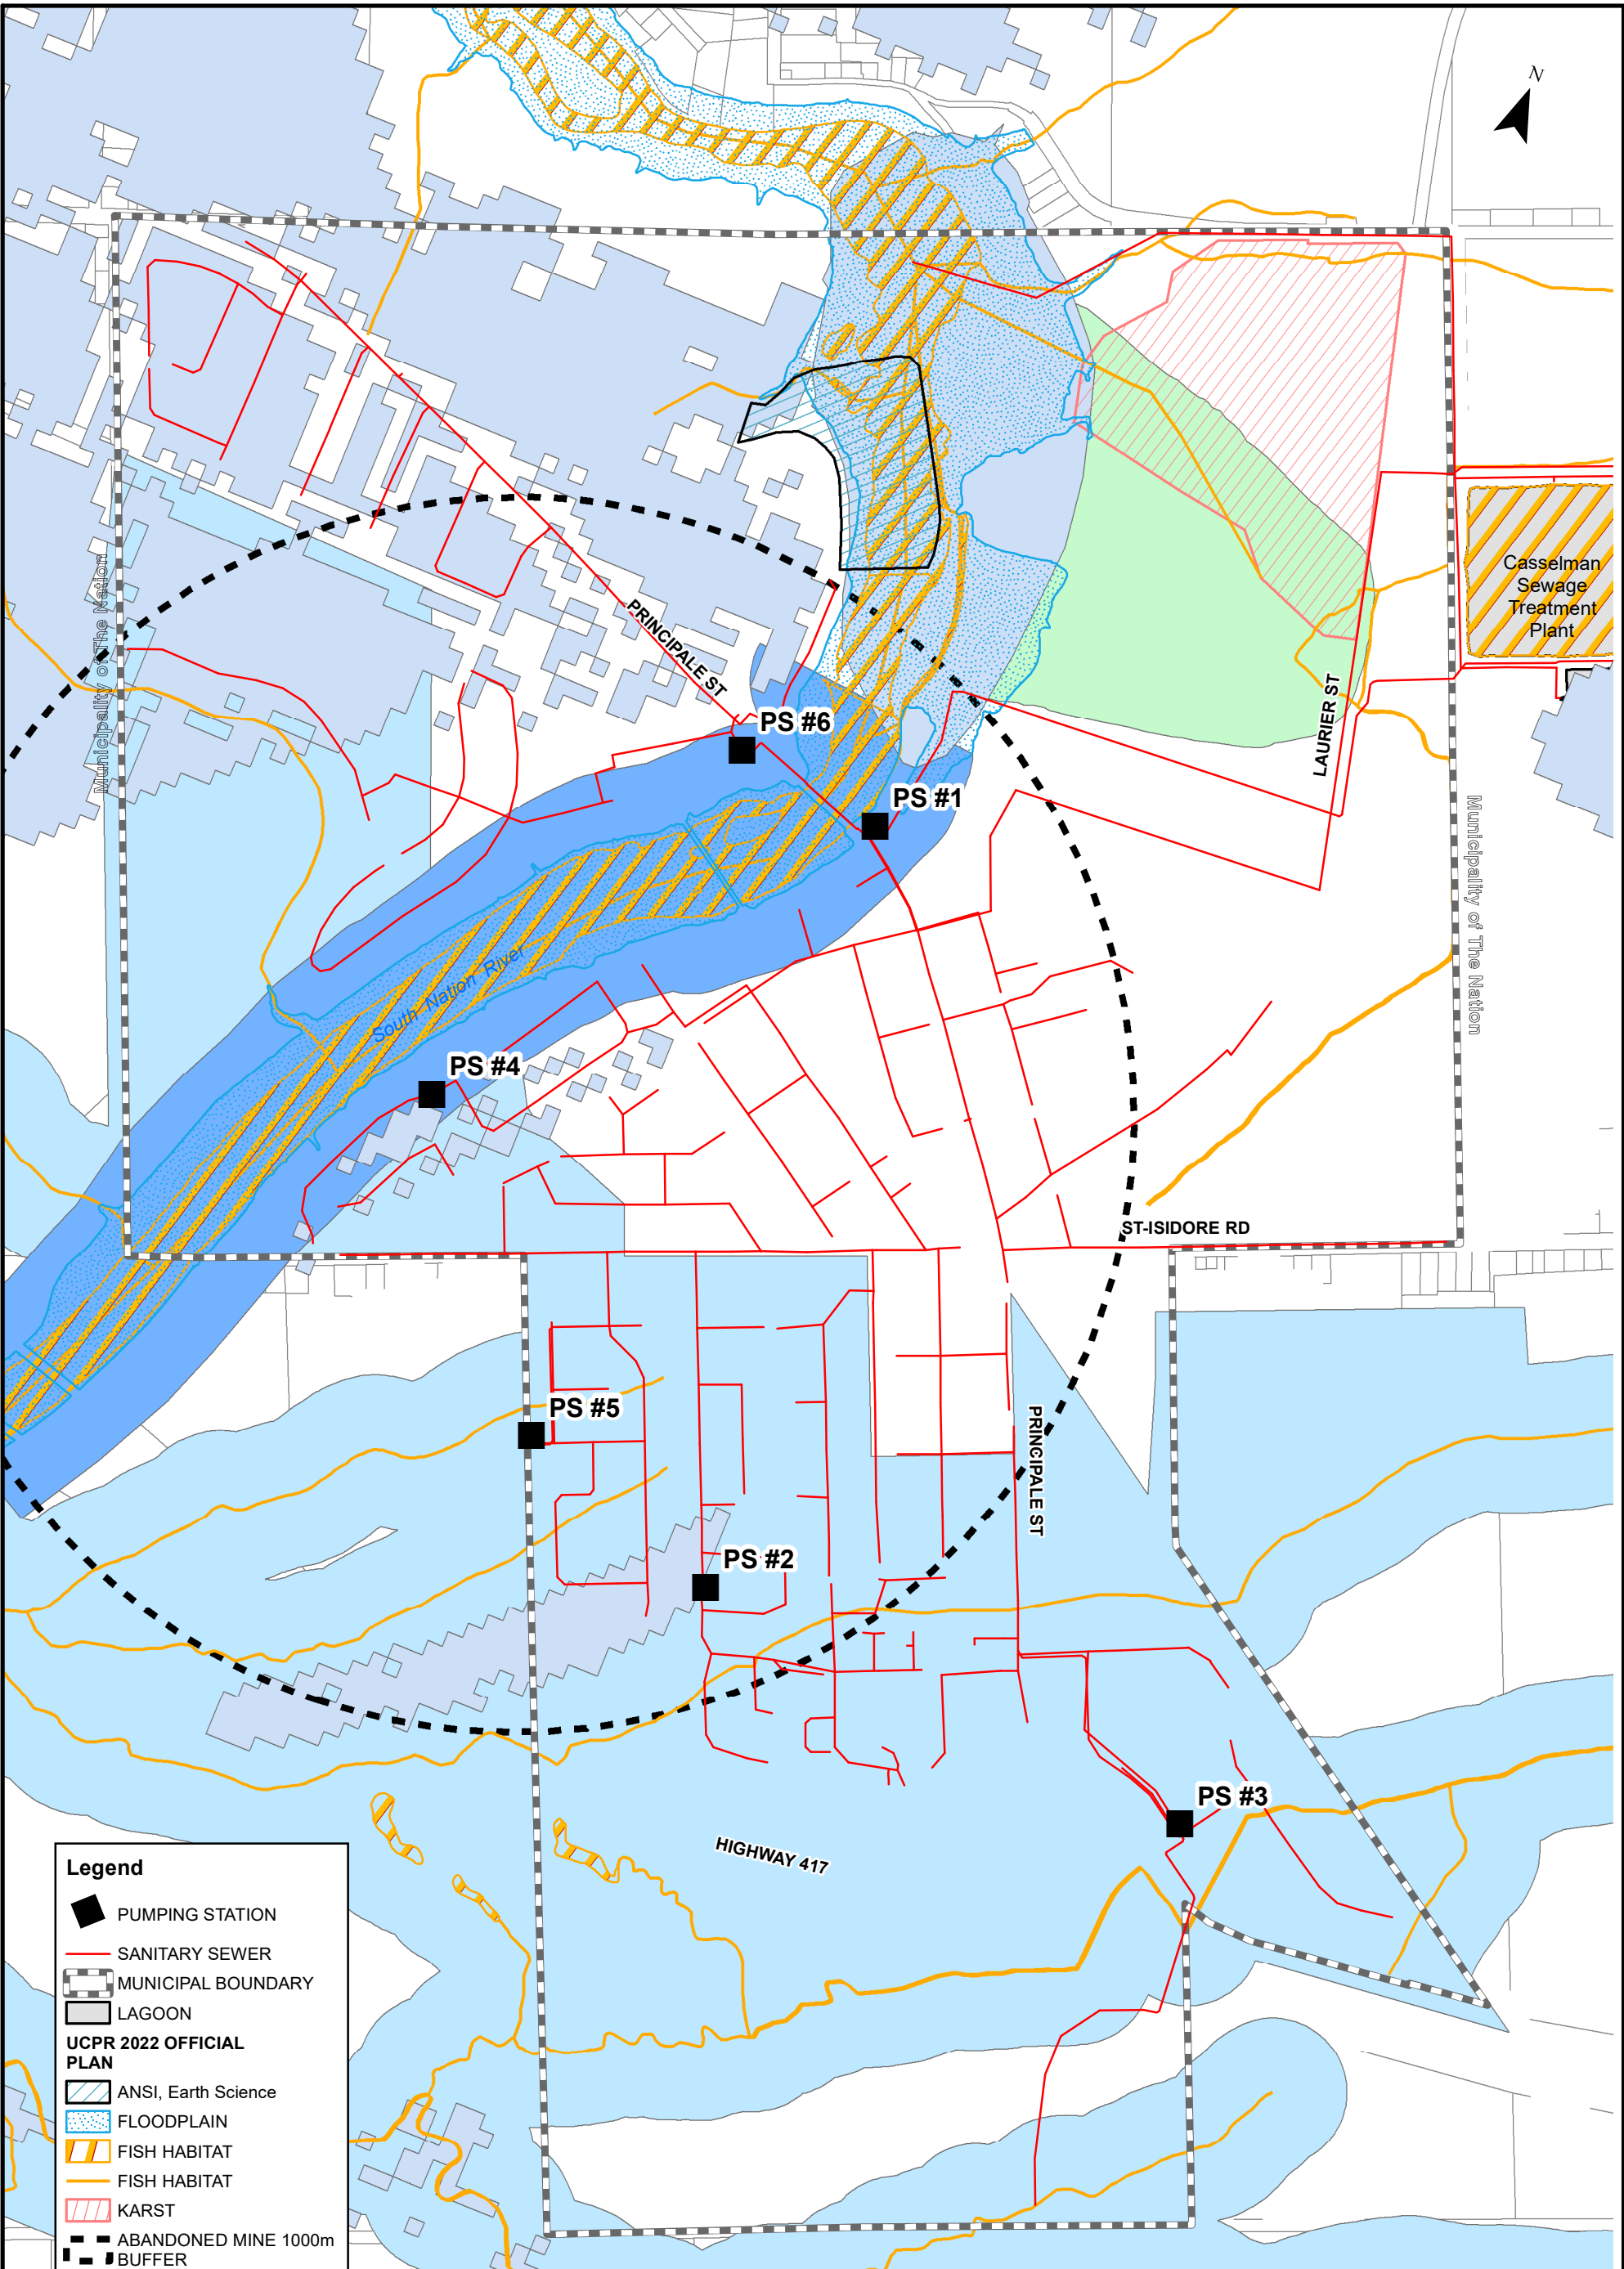 N
Municipality of The Nation
PRINCIPALE ST
PS #6
PS #1
Casselman
Sewage
Treatment
Plant
LAURIER ST
Municipality of The Nation
South Nation River
PS #4
ST-ISIDORE RD
PS #5
PRINCIPALE ST
PS #2
PS #3
HIGHWAY 417
Legend
PUMPING STATION
SANITARY SEWER
MUNICIPAL BOUNDARY
LAGOON
UCPR 2022 OFFICIAL
PLAN
ANSI, Earth Science
FLOODPLAIN
FISH HABITAT
FISH HABITAT
KARST
ABANDONED MINE 1000m
BUFFER